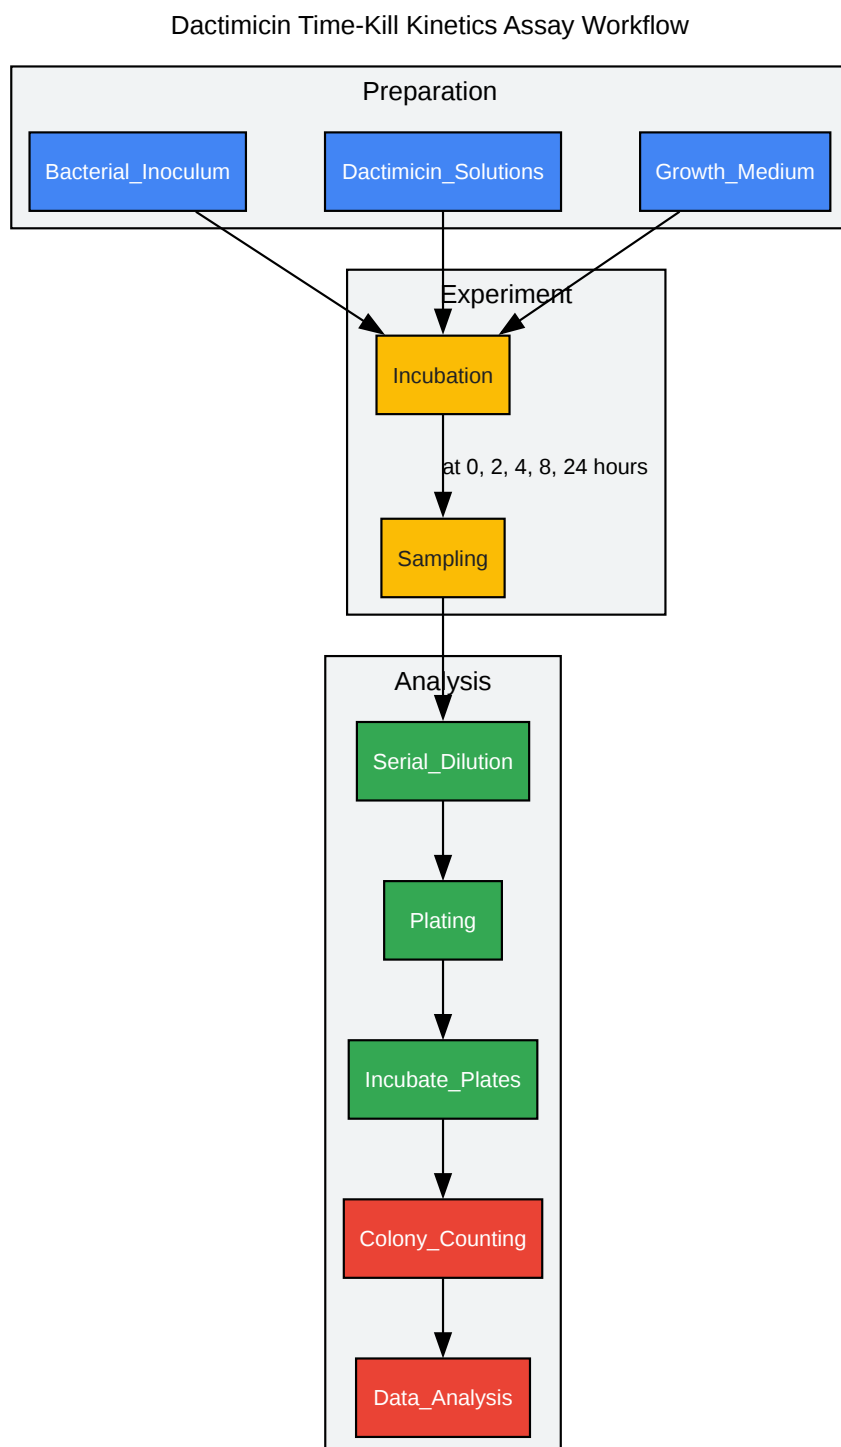 Dactimicin Time-Kill Kinetics Assay Workflow
Preparation
Bacterial_Inoculum
Dactimicin_Solutions
Growth_Medium
Experiment
Incubation
at 0, 2, 4, 8, 24 hours
Sampling
Analysis
Serial_Dilution
Plating
Incubate_Plates
Colony_Counting
Data_Analysis